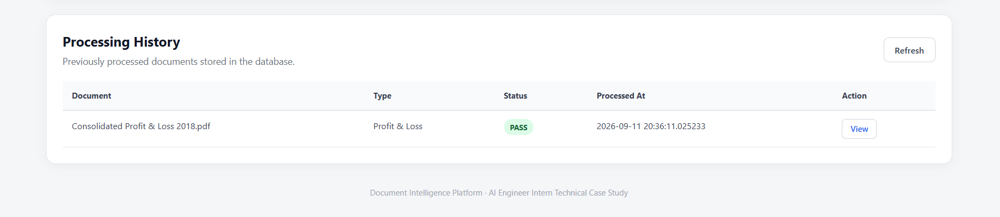 Processing History
Previously processed documents stored in the database.
Refresh
Document Type Status Processed At Action
Consolidated Profit & Loss 2018.pdf Profit & Loss PASS 2026-09-11 20:36:11.025233 View
Document Intelligence Platform · AI Engineer Intern Technical Case Study